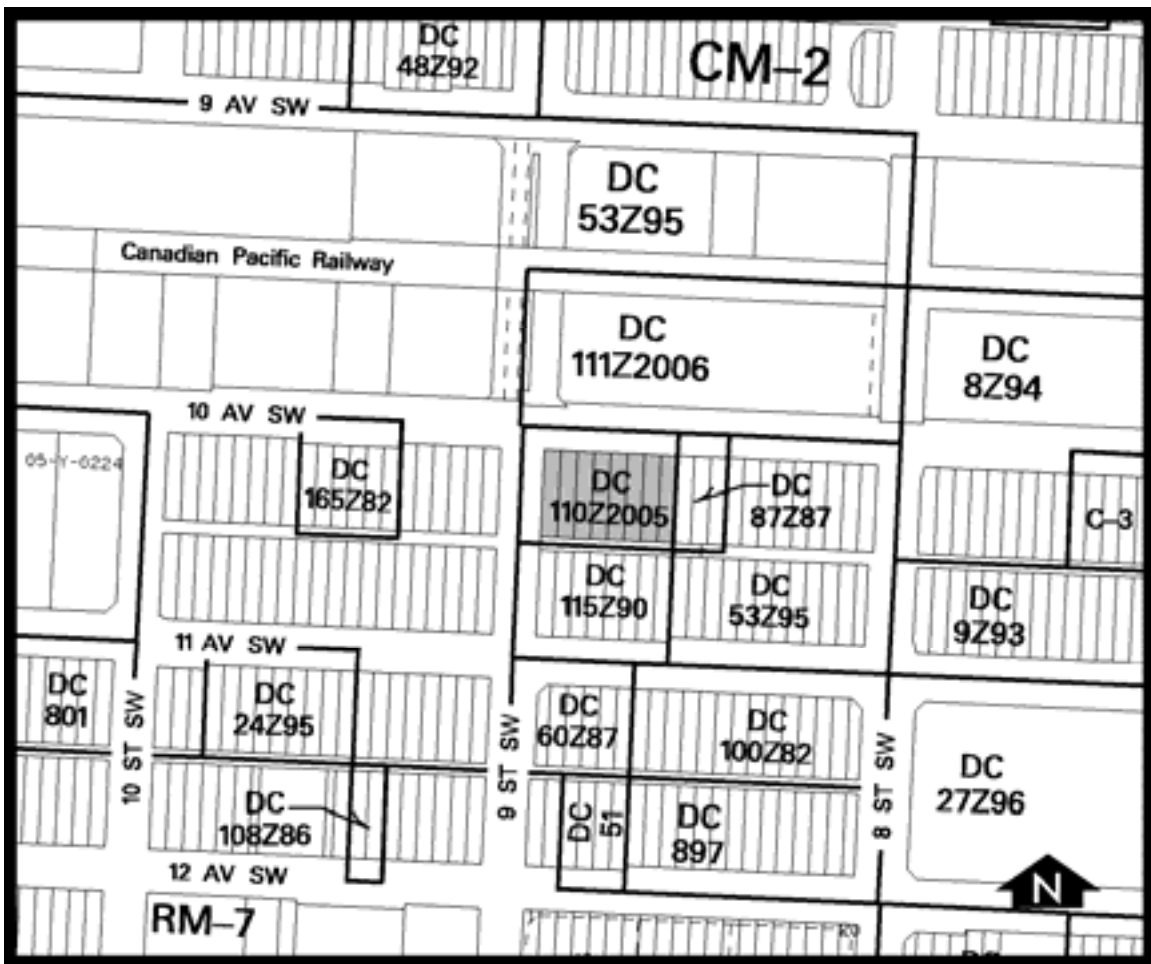 DC
48Z92
CM-2
9 AV SW
DC
53Z95
Canadian Pacific Railway
DC
111Z2006
DC
8Z94
10 AV SW
05-Y-0224
DC
165Z82
DC
110Z2005
DC
87Z87
C-3
DC
115Z90
DC
53Z95
DC
9Z93
11 AV SW
DC
801
DC
24Z95
DC
60Z87
DC
100Z82
10 ST SW
9 ST SW
8 ST SW
DC
27Z96
DC
108Z86
DC
51
DC
897
12 AV SW
N
RM-7